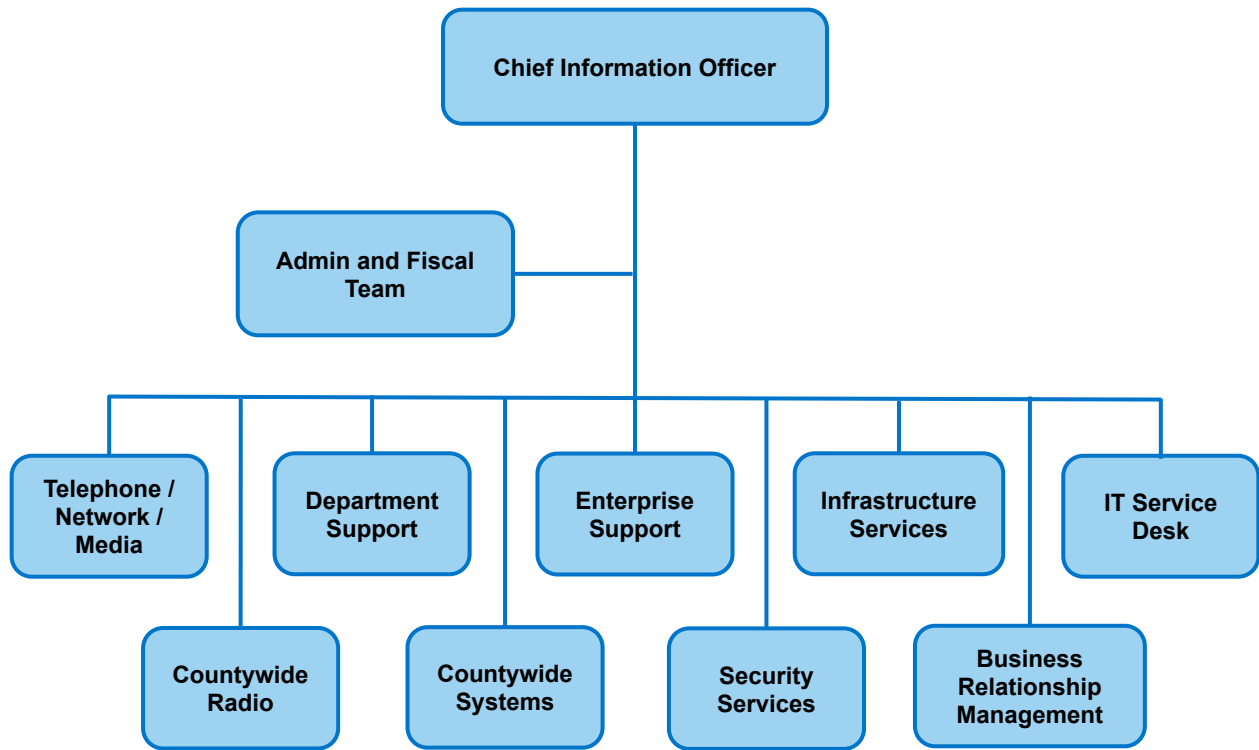 Chief Information Officer
Admin and Fiscal
Team
Telephone /
Network /
Media
Department
Support
Enterprise
Support
Infrastructure
Services
IT Service
Desk
Countywide
Radio
Countywide
Systems
Security
Services
Business
Relationship
Management